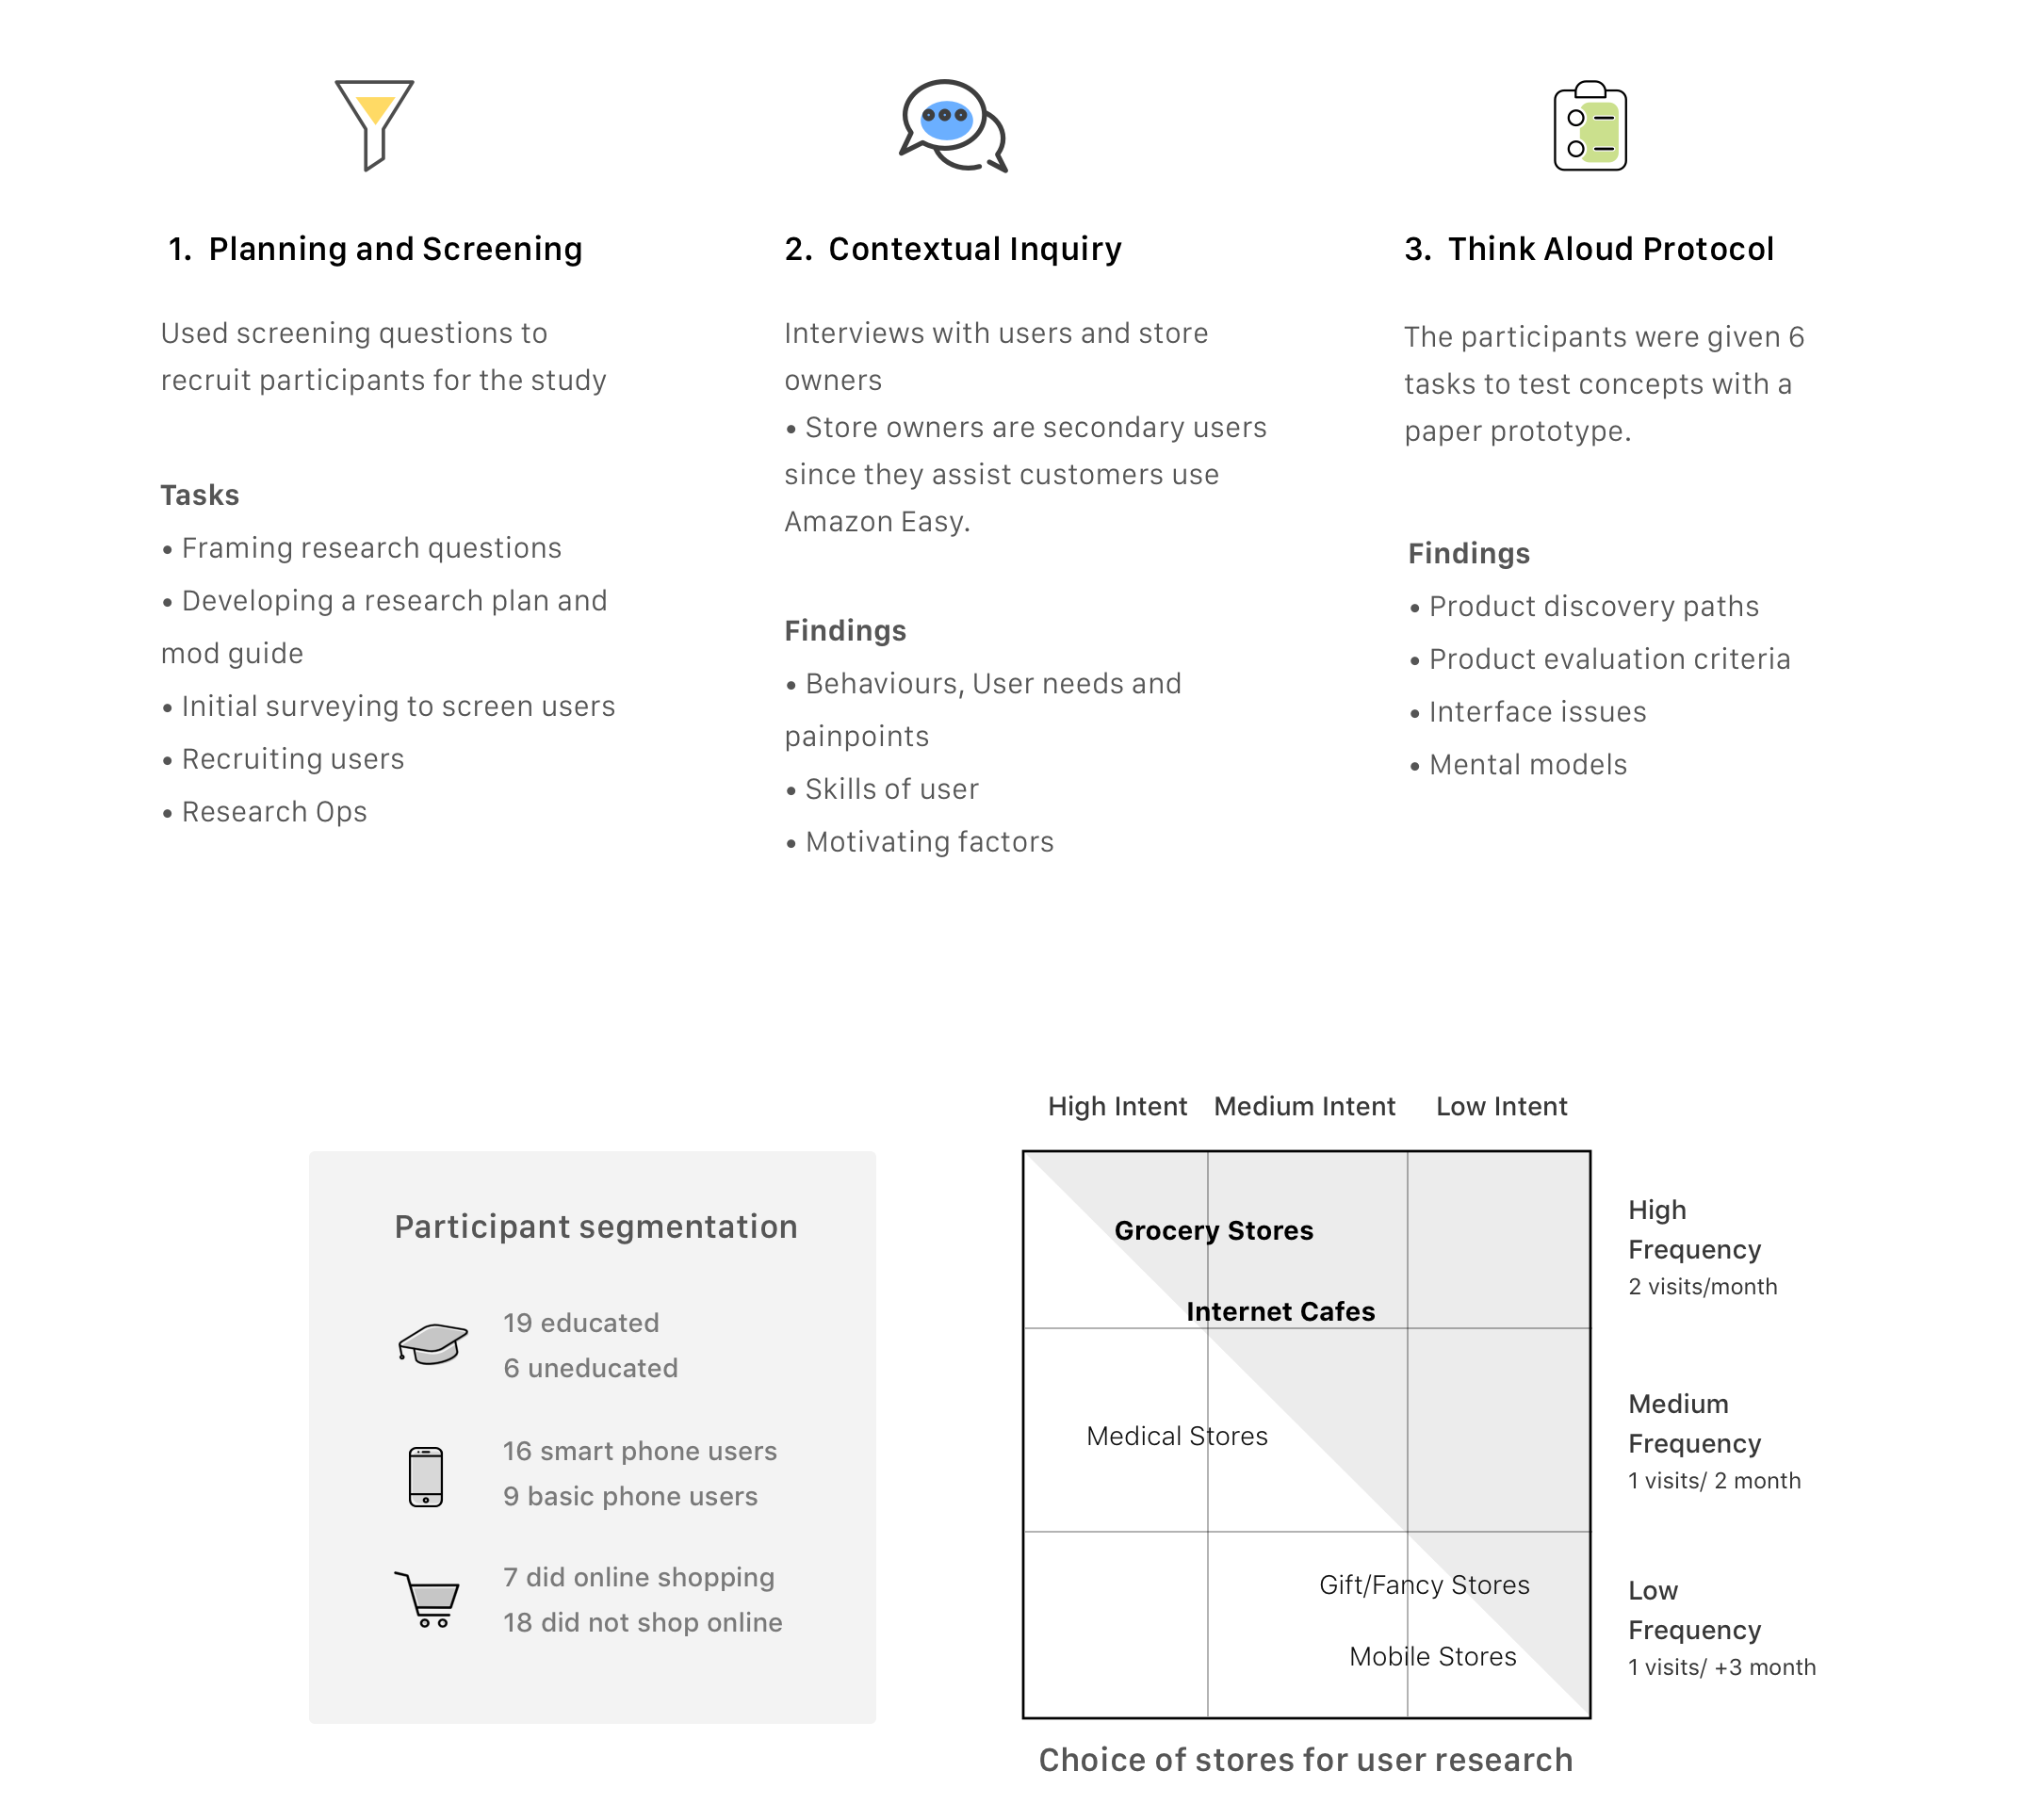 1. Planning and Screening
Used screening questions to
recruit participants for the study
Tasks
• Framing research questions
• Developing a research plan and
mod guide
• Initial surveying to screen users
• Recruiting users
• Research Ops
2. Contextual Inquiry
Interviews with users and store
owners
• Store owners are secondary users
since they assist customers use
Amazon Easy.
Findings
• Behaviours, User needs and
painpoints
• Skills of user
• Motivating factors
3. Think Aloud Protocol
The participants were given 6
tasks to test concepts with a
paper prototype.
Findings
• Product discovery paths
• Product evaluation criteria
• Interface issues
• Mental models
Participant segmentation
19 educated
6 uneducated
16 smart phone users
9 basic phone users
7 did online shopping
18 did not shop online
High Intent Medium Intent Low Intent
Grocery Stores
Internet Cafes
Medical Stores
Gift/Fancy Stores
Mobile Stores
High
Frequency
2 visits/month
Medium
Frequency
1 visits/ 2 month
Low
Frequency
1 visits/ +3 month
Choice of stores for user research